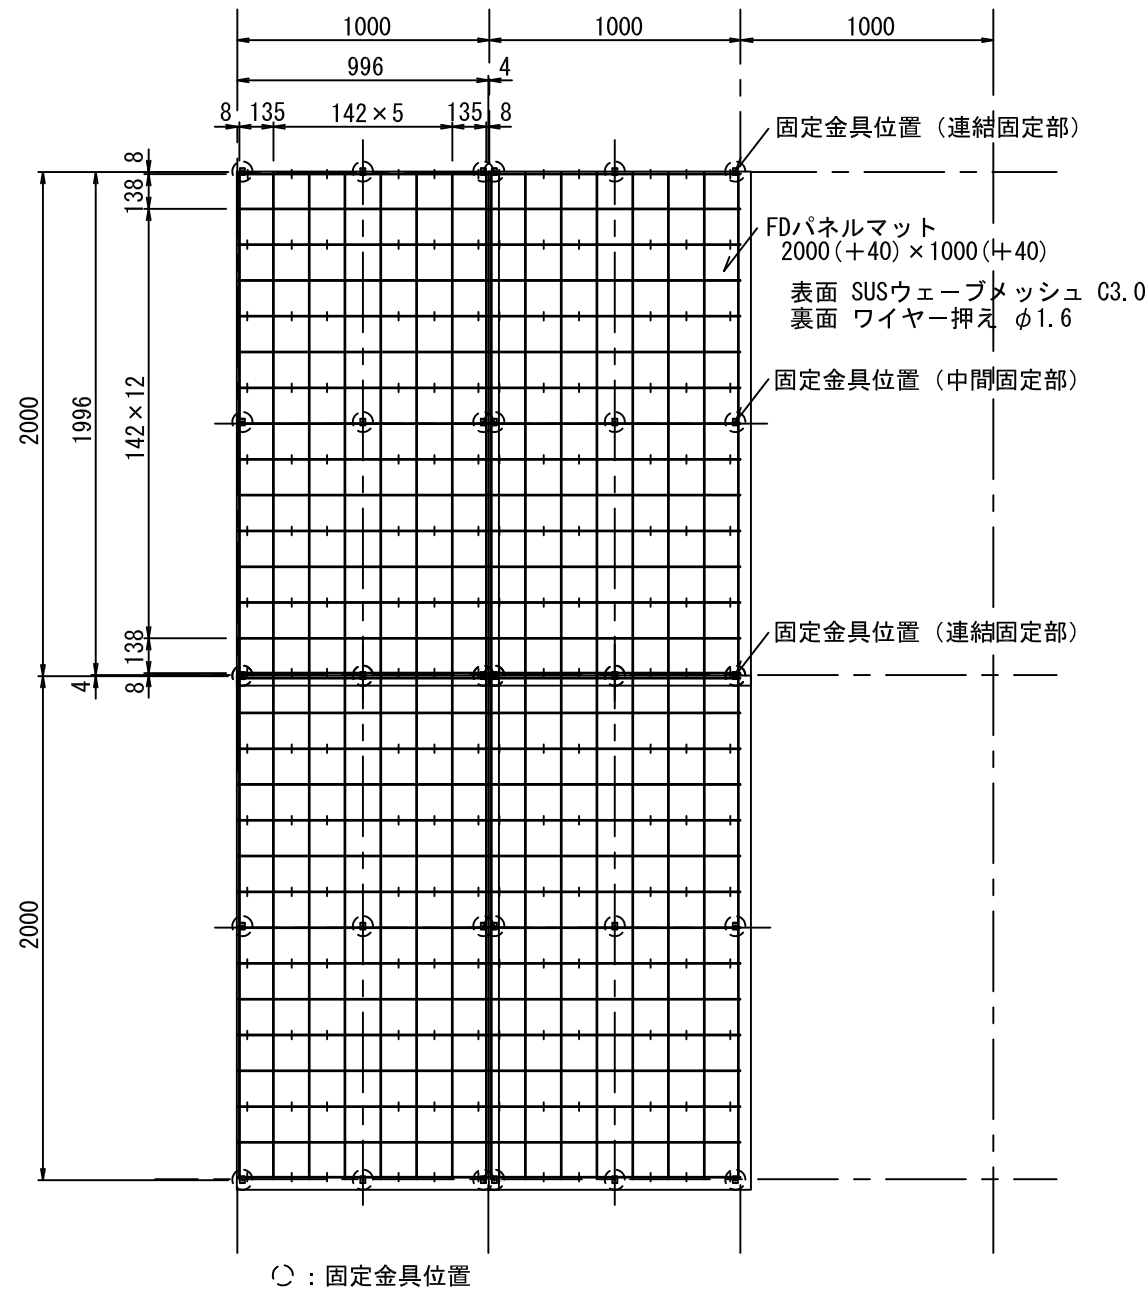 1000
1000
1000
996
4
8
135
142×5
135
8
固定金具位置（連結固定部）
8
138
FDパネルマット
2000(＋40)×1000(＋40)
表面 SUSウェーブメッシュ C3.0
裏面 ワイヤー押え φ1.6
固定金具位置（中間固定部）
2000
1996
142×12
固定金具位置（連結固定部）
138
4
8
2000
：固定金具位置